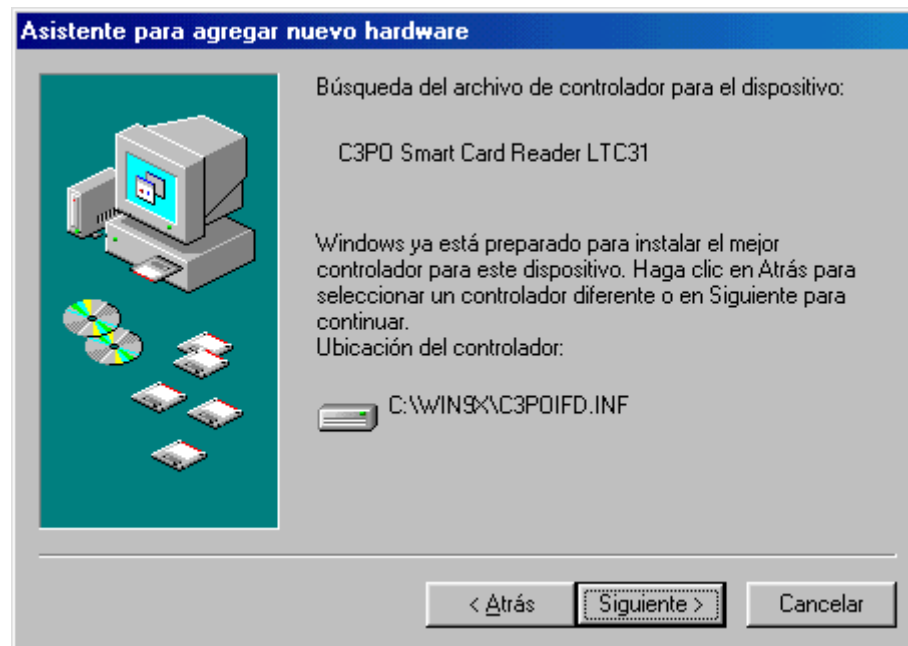 Asistente para agregar nuevo hardware
Búsqueda del archivo de controlador para el dispositivo:
C3PO Smart Card Reader LTC31
Windows ya está preparado para instalar el mejor
controlador para este dispositivo. Haga clic en Atrás para
seleccionar un controlador diferente o en Siguiente para
continuar.
Ubicación del controlador:
C:\WIN9X\C3POIFD.INF
< Atrás
Siguiente >
Cancelar